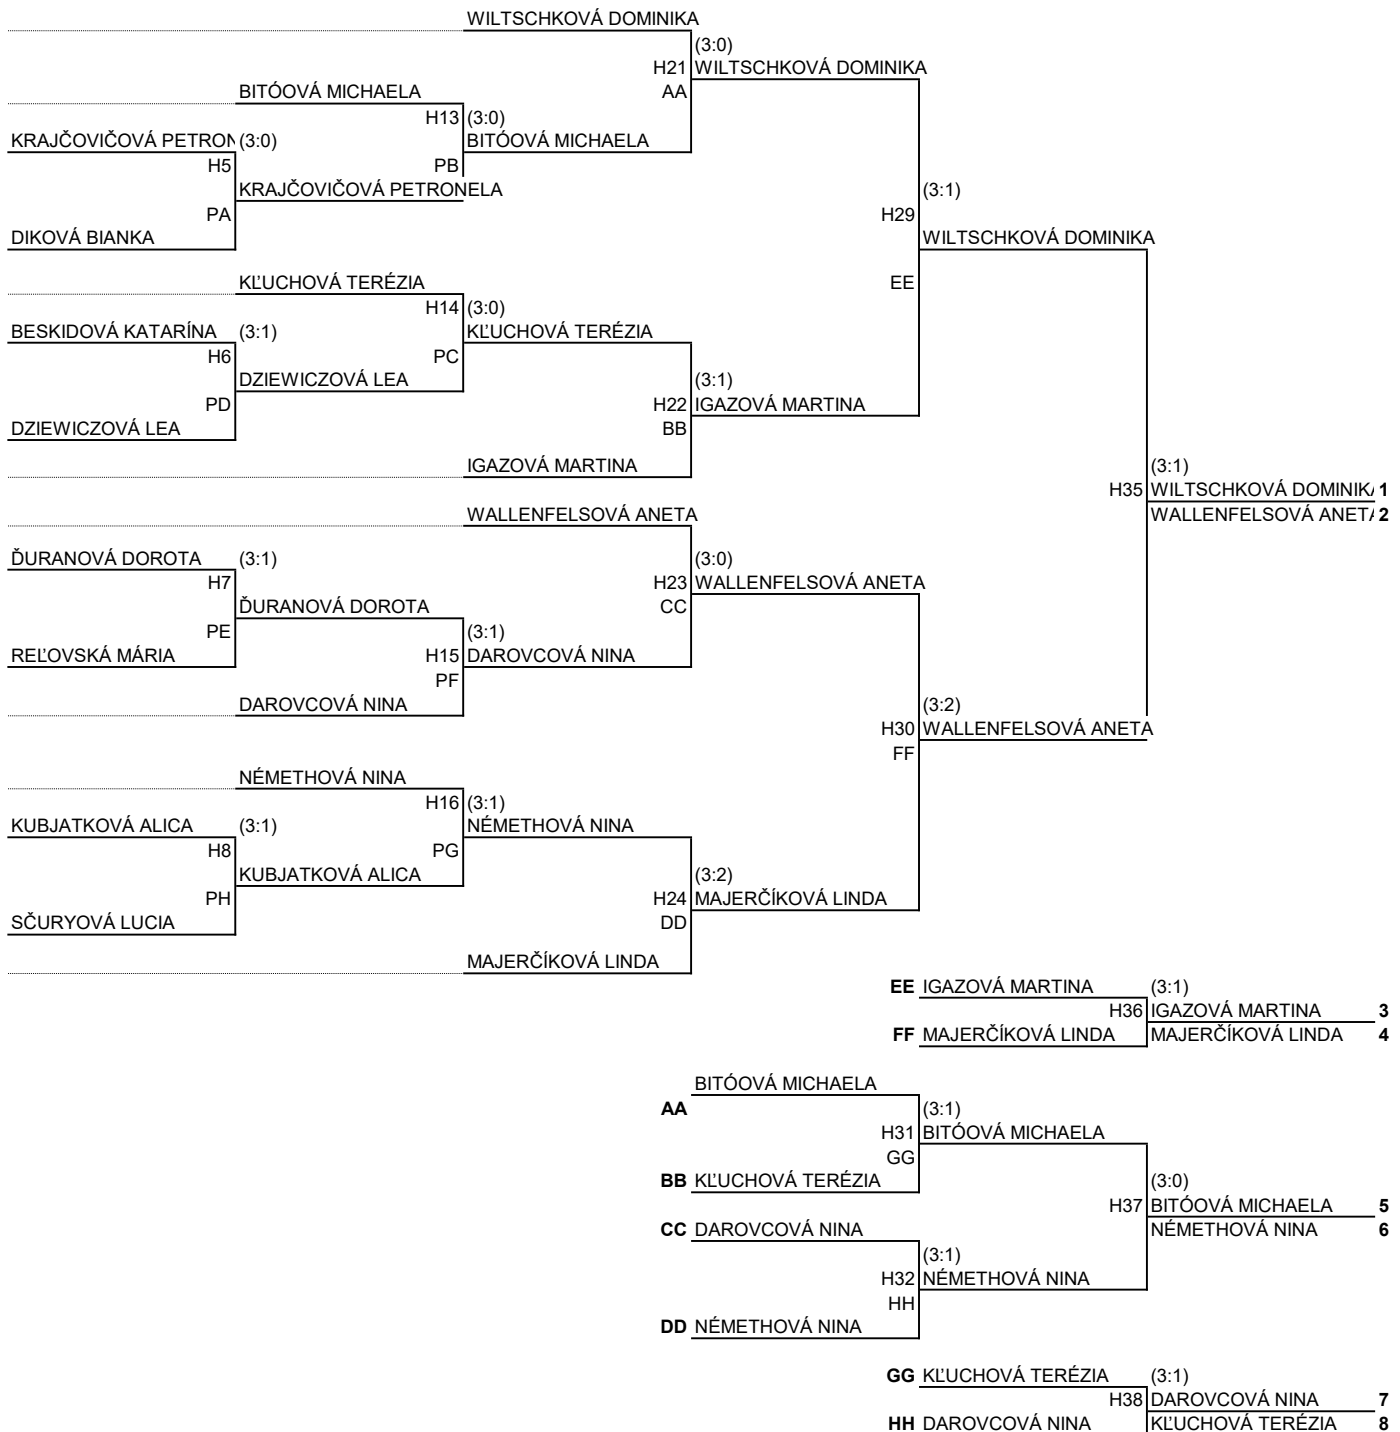 WILTSCHKOVÁ DOMINIKA
(3:0)
H21 WILTSCHKOVÁ DOMINIKA
BITÓOVÁ MICHAELA AA
H13 (3:0)
KRAJČOVIČOVÁ PETRON (3:0) BITÓOVÁ MICHAELA
H5 PB
KRAJČOVIČOVÁ PETRONELA (3:1)
PA H29
DIKOVÁ BIANKA WILTSCHKOVÁ DOMINIKA
KĽUCHOVÁ TERÉZIA EE
H14 (3:0)
BESKIDOVÁ KATARÍNA (3:1) KĽUCHOVÁ TERÉZIA
H6 PC
DZIEWICZOVÁ LEA (3:1)
PD H22 IGAZOVÁ MARTINA
DZIEWICZOVÁ LEA BB
IGAZOVÁ MARTINA (3:1)
H35 WILTSCHKOVÁ DOMINIK 1
WALLENFELSOVÁ ANETA WALLENFELSOVÁ ANETA 2
ĎURANOVÁ DOROTA (3:1) (3:0)
H7 H23 WALLENFELSOVÁ ANETA
ĎURANOVÁ DOROTA CC
PE (3:1)
REĽOVSKÁ MÁRIA H15 DAROVCOVÁ NINA
PF
DAROVCOVÁ NINA (3:2)
H30 WALLENFELSOVÁ ANETA
FF
NÉMETHOVÁ NINA
H16 (3:1)
KUBJATKOVÁ ALICA (3:1) NÉMETHOVÁ NINA
H8 PG
KUBJATKOVÁ ALICA (3:2)
PH H24 MAJERČÍKOVÁ LINDA
SČURYOVÁ LUCIA DD
MAJERČÍKOVÁ LINDA
EE IGAZOVÁ MARTINA (3:1)
H36 IGAZOVÁ MARTINA 3
FF MAJERČÍKOVÁ LINDA MAJERČÍKOVÁ LINDA 4
BITÓOVÁ MICHAELA
AA (3:1)
H31 BITÓOVÁ MICHAELA
GG
BB KĽUCHOVÁ TERÉZIA (3:0)
H37 BITÓOVÁ MICHAELA 5
CC DAROVCOVÁ NINA NÉMETHOVÁ NINA 6
(3:1)
H32 NÉMETHOVÁ NINA
HH
DD NÉMETHOVÁ NINA
GG KĽUCHOVÁ TERÉZIA (3:1)
H38 DAROVCOVÁ NINA 7
HH DAROVCOVÁ NINA KĽUCHOVÁ TERÉZIA 8